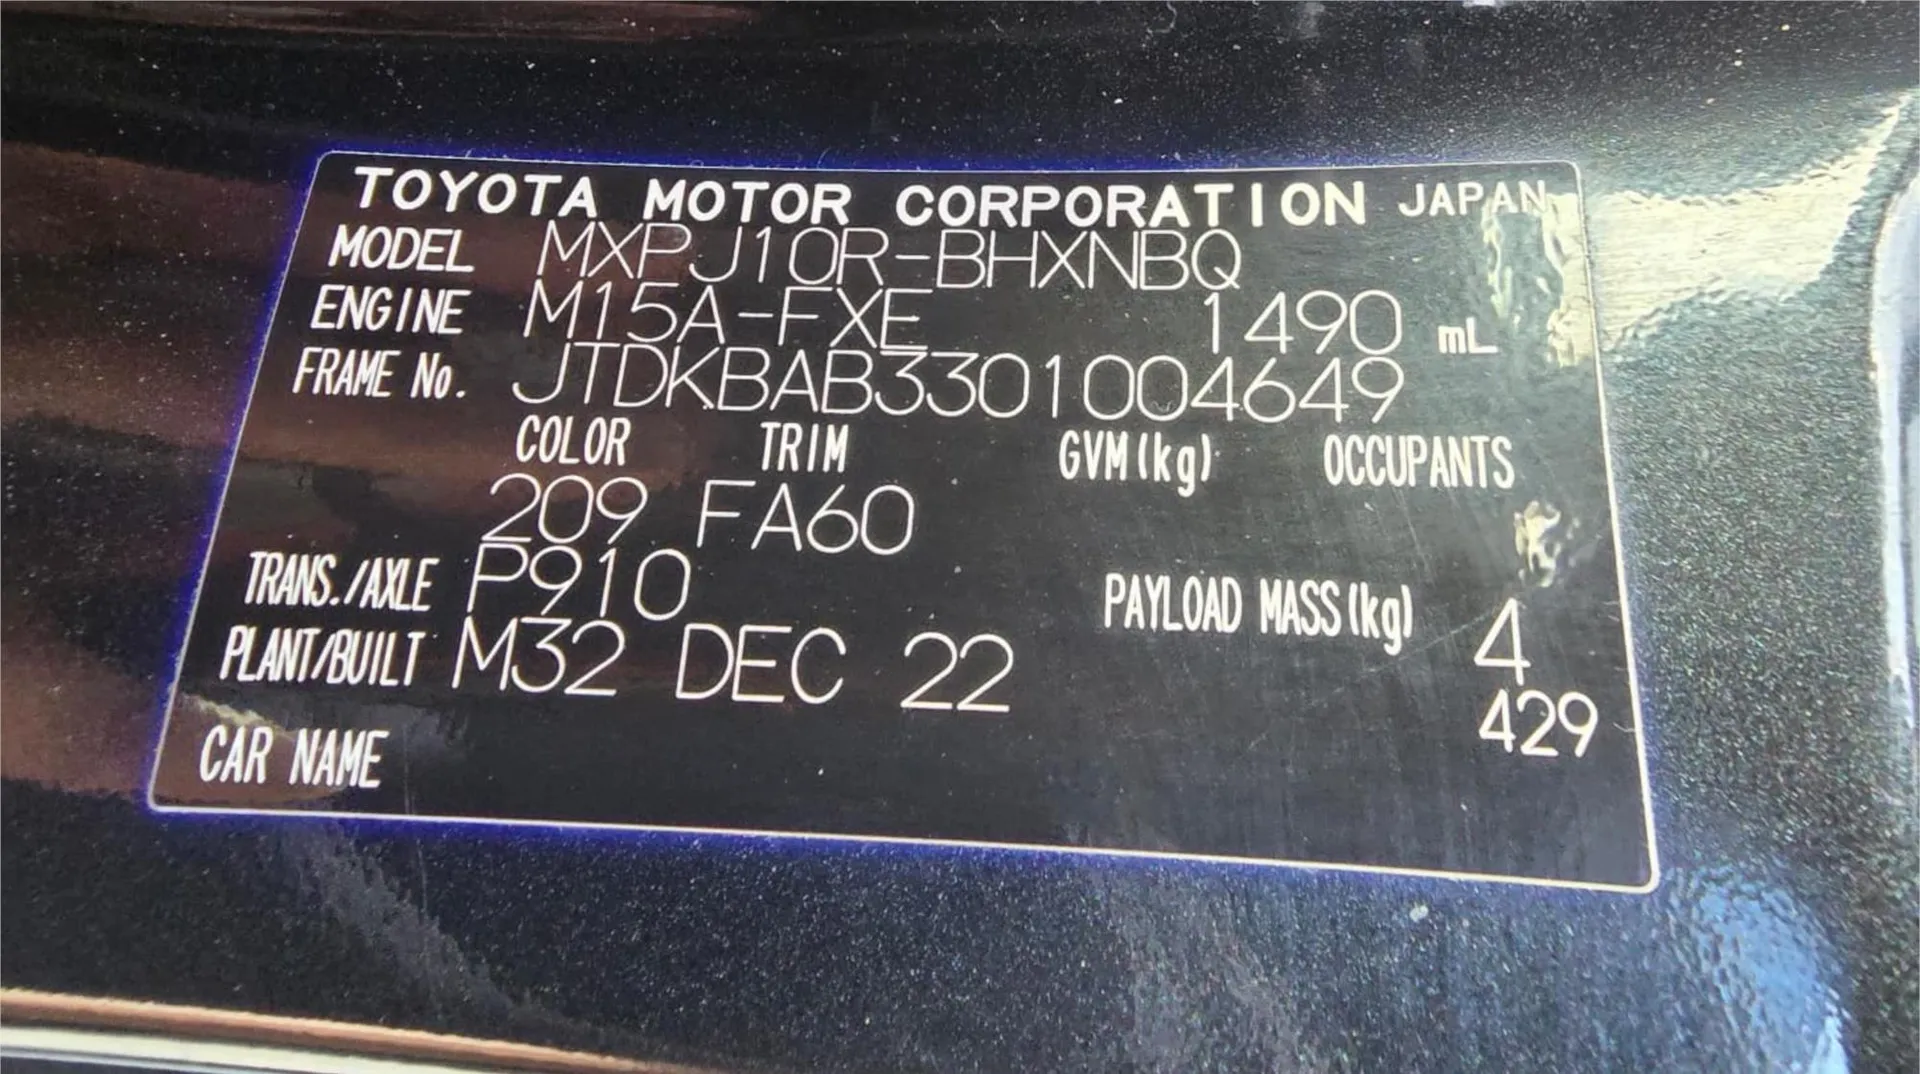 TOYOTA MOTOR CORPORATION JAPAN
MODEL MXPJ10R-BHXNBQ
ENGINE M15A-FXE 1490 mL
FRAME No. JTDKBAB3301004649
COLOR TRIM GVM(kg) OCCUPANTS
209 FA60
TRANS./AXLE P910 PAYLOAD MASS(kg) 4
PLANT/BUILT M32 DEC 22 429
CAR NAME